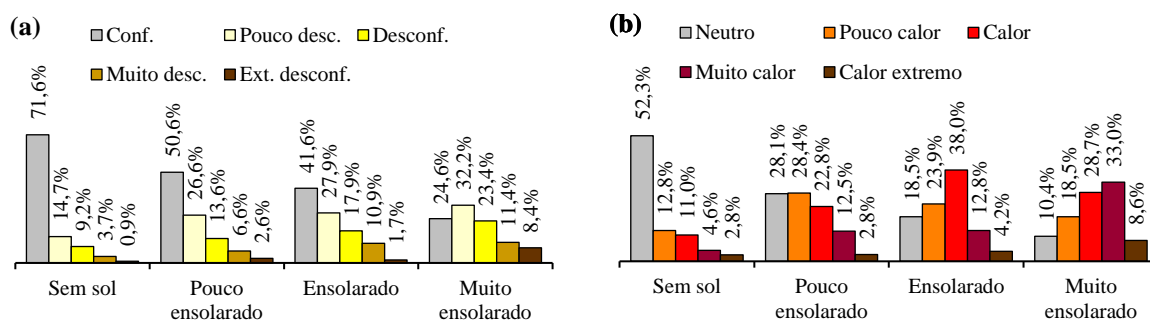 (a)
Conf. Pouco desc. Desconf.
Muito desc. Ext. desconf.
71,6% 14,7% 9,2% 3,7% 0,9%
50,6% 26,6% 13,6% 6,6% 2,6%
41,6% 27,9% 17,9% 10,9% 1,7%
24,6% 32,2% 23,4% 11,4% 8,4%
Sem sol Pouco ensolarado Ensolarado Muito ensolarado
(b)
Neutro Pouco calor Calor
Muito calor Calor extremo
52,3% 12,8% 11,0% 4,6% 2,8%
28,1% 28,4% 22,8% 12,5% 2,8%
18,5% 23,9% 38,0% 12,8% 4,2%
10,4% 18,5% 28,7% 33,0% 8,6%
Sem sol Pouco ensolarado Ensolarado Muito ensolarado